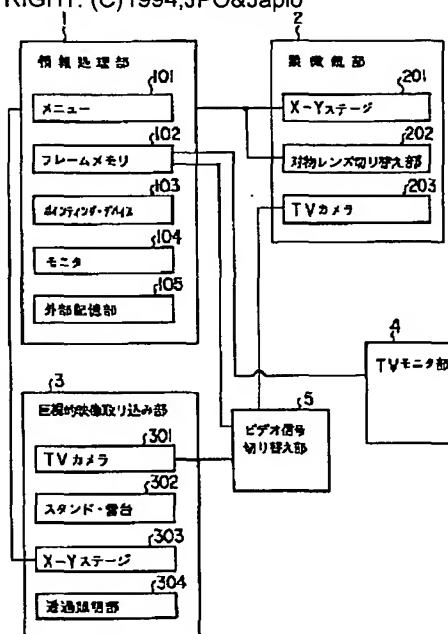 RIGHT: (C)1994,JPO&Japio
1
情報処理部
101
メニュー
102
フレームメモリ
103
ポインティング・デバイス
104
モニタ
105
外部記憶部
2
顕微鏡部
201
X-Yステージ
202
対物レンズ切り替え部
203
TVカメラ
4
TVモニタ部
5
ビデオ信号
切り替え部
3
巨視的映像取り込み部
301
TVカメラ
302
スタンド・雲台
303
X-Yステージ
304
透過照明部